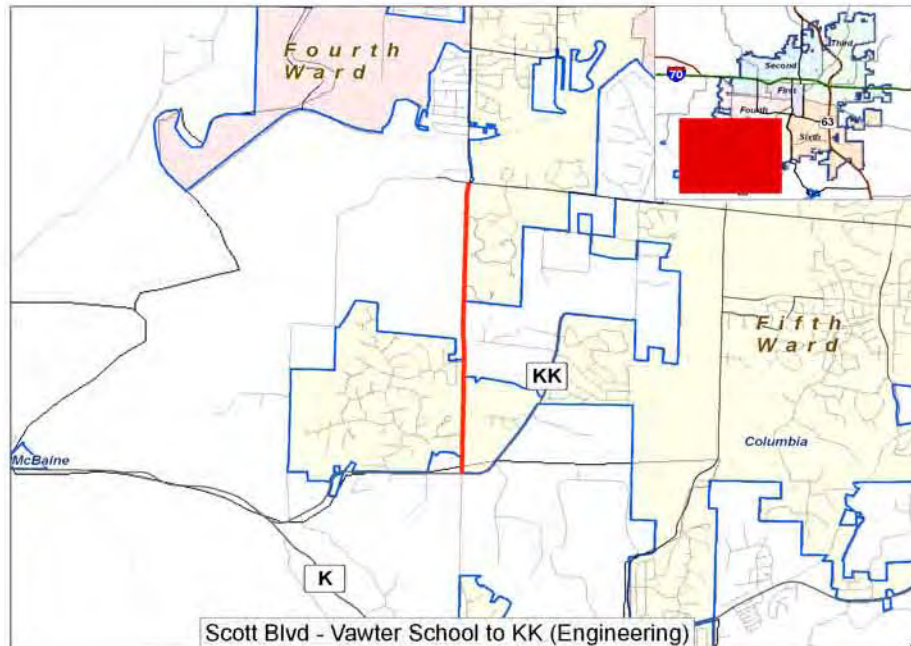 Fourth
Ward
70
Second
Third
First
Fourth
63
Sixth
Fifth
Ward
KK
Columbia
McBaine
K
Scott Blvd - Vawter School to KK (Engineering)